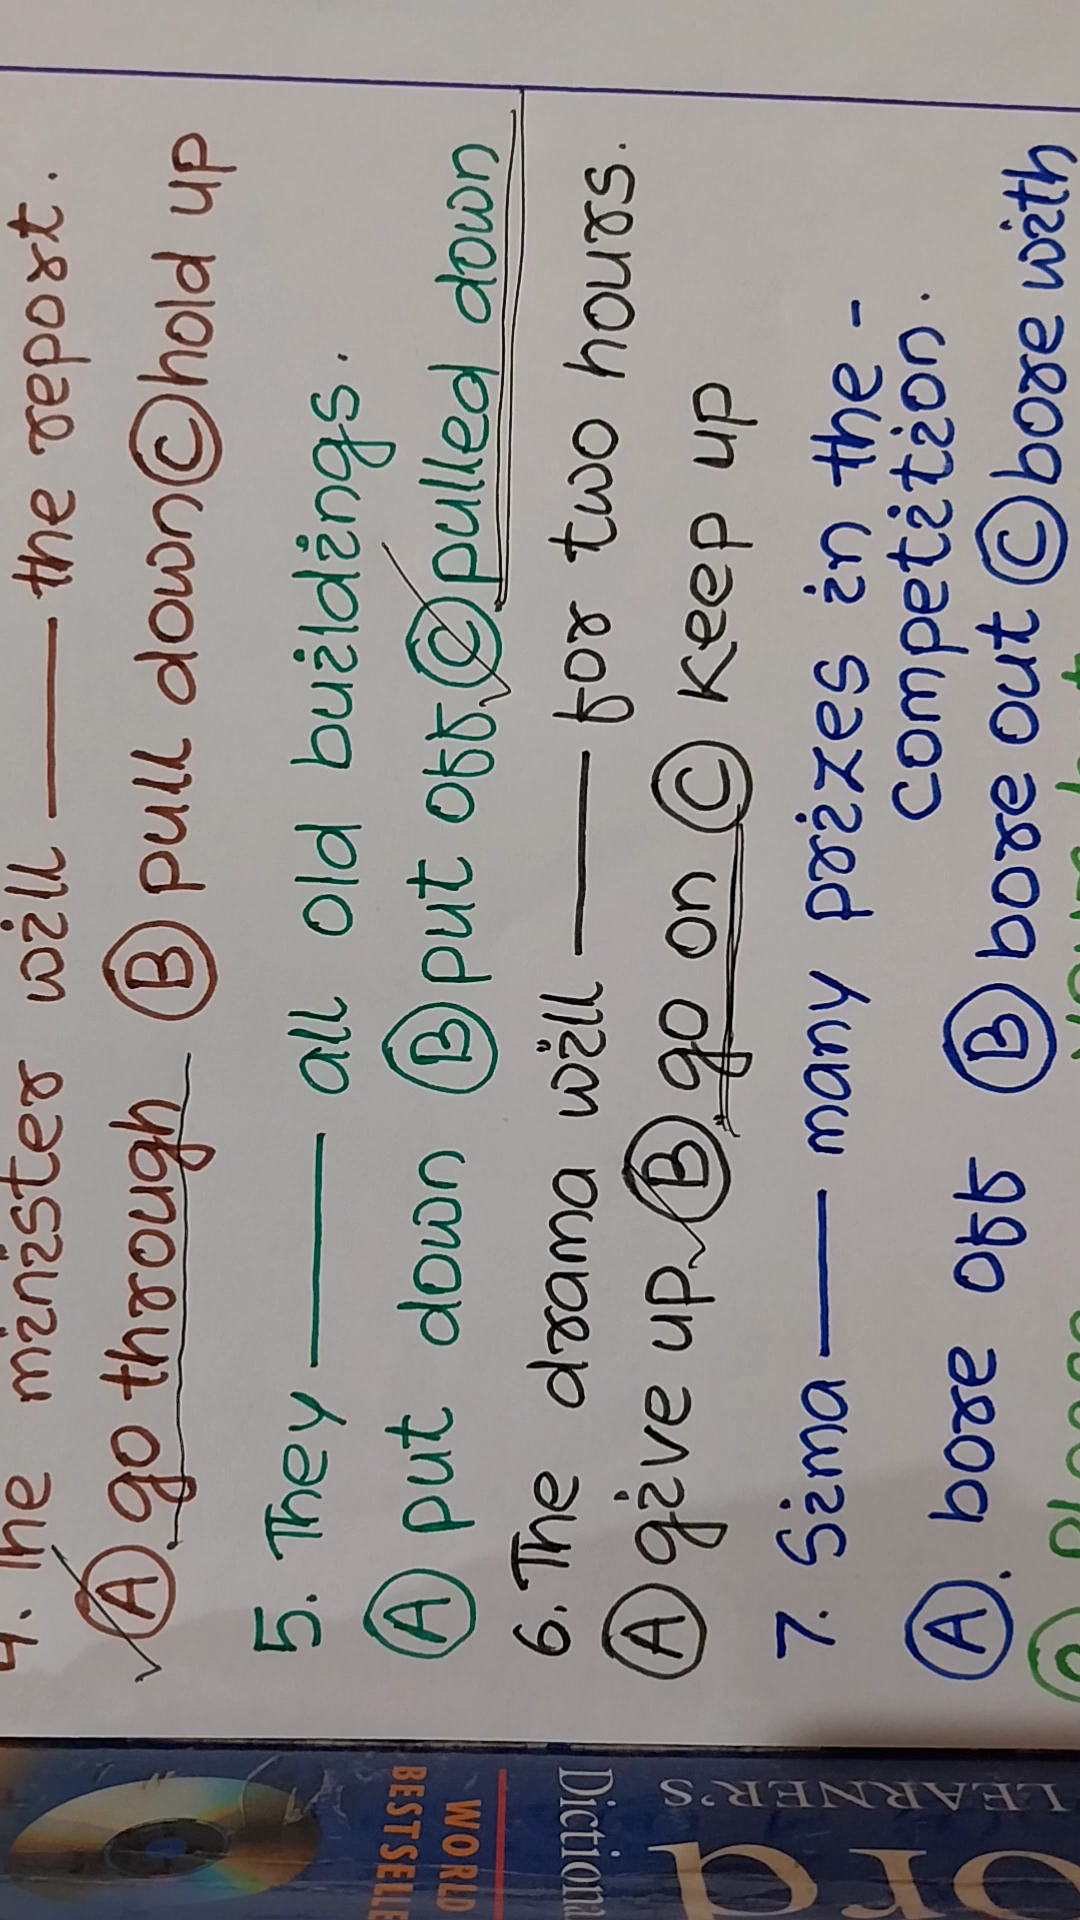 4. The minister will —— the report.
Ⓐ go through Ⓑ pull down Ⓒ hold up
5. They —— all old buildings.
Ⓐ put down Ⓑ put off Ⓒ pulled down
6. The drama will —— for two hours.
Ⓐ give up Ⓑ go on Ⓒ keep up
7. Sima —— many prizes in the -
competition.
Ⓐ. bore off Ⓑ bore out Ⓒ bore with
WORLD
LEARNER'S